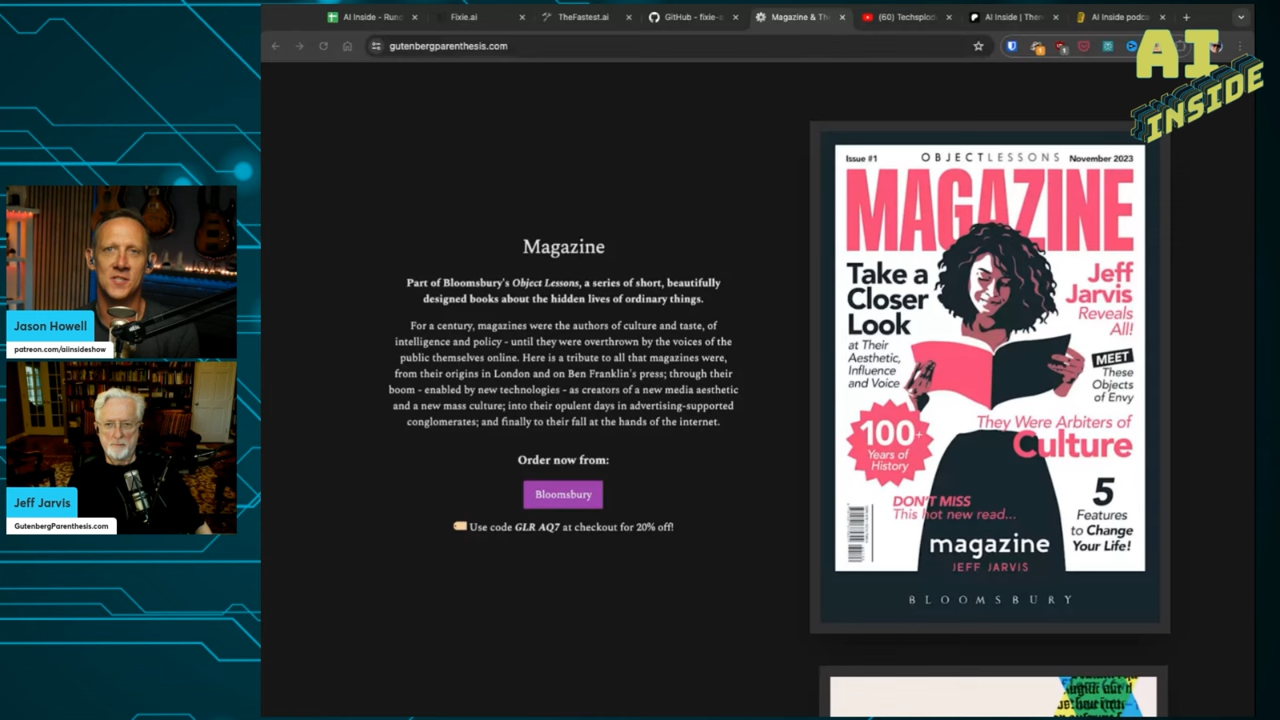 AI Inside - Rund
Fixie.ai
TheFastest.ai
GitHub - fixie-
Magazine & Th
(60) Techsplod
AI Inside | The
AI Inside podca
gutenbergparenthesis.com
AI
INSIDE
Jason Howell
patreon.com/aiinsideshow
Jeff Jarvis
GutenbergParenthesis.com
Magazine
Part of Bloomsbury's Object Lessons, a series of short, beautifully
designed books about the hidden lives of ordinary things.
For a century, magazines were the authors of culture and taste, of
intelligence and policy - until they were overthrown by the voices of the
public themselves online. Here is a tribute to all that magazines were,
from their origins in London and on Ben Franklin's press; through their
boom - enabled by new technologies - as creators of a new media aesthetic
and a new mass culture; into their opulent days in advertising-supported
conglomerates; and finally to their fall at the hands of the internet.
Order now from:
Bloomsbury
Use code GLR AQ7 at checkout for 20% off!
Issue #1
OBJECTLESSONS
November 2023
MAGAZINE
Take a
Closer
Look
at Their
Aesthetic,
Influence
and Voice
Jeff
Jarvis
Reveals
All!
MEET
These
Objects
of Envy
100+
Years of
History
They Were Arbiters of
Culture
DON'T MISS
This hot new read...
5
Features
to Change
Your Life!
magazine
JEFF JARVIS
BLOOMSBURY